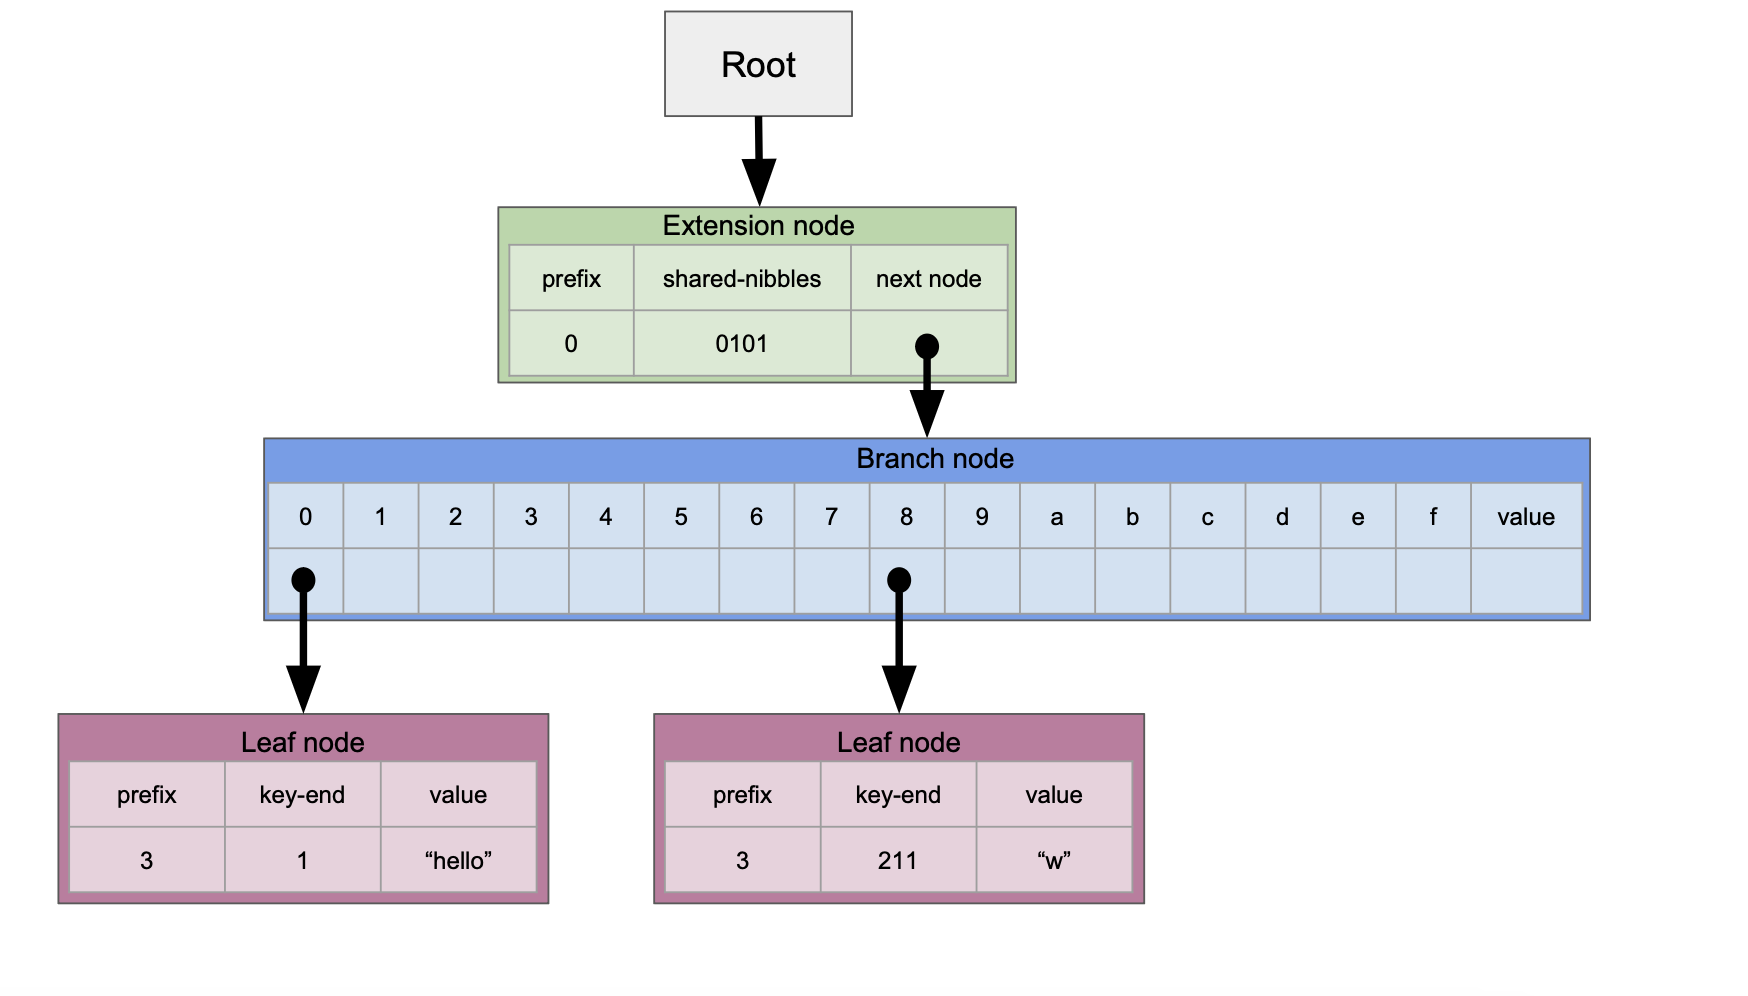 Root
Extension node
prefix shared-nibbles next node
0 0101
Branch node
0 1 2 3 4 5 6 7 8 9 a b c d e f value
Leaf node
prefix key-end value
3 1 “hello”
Leaf node
prefix key-end value
3 211 “w”